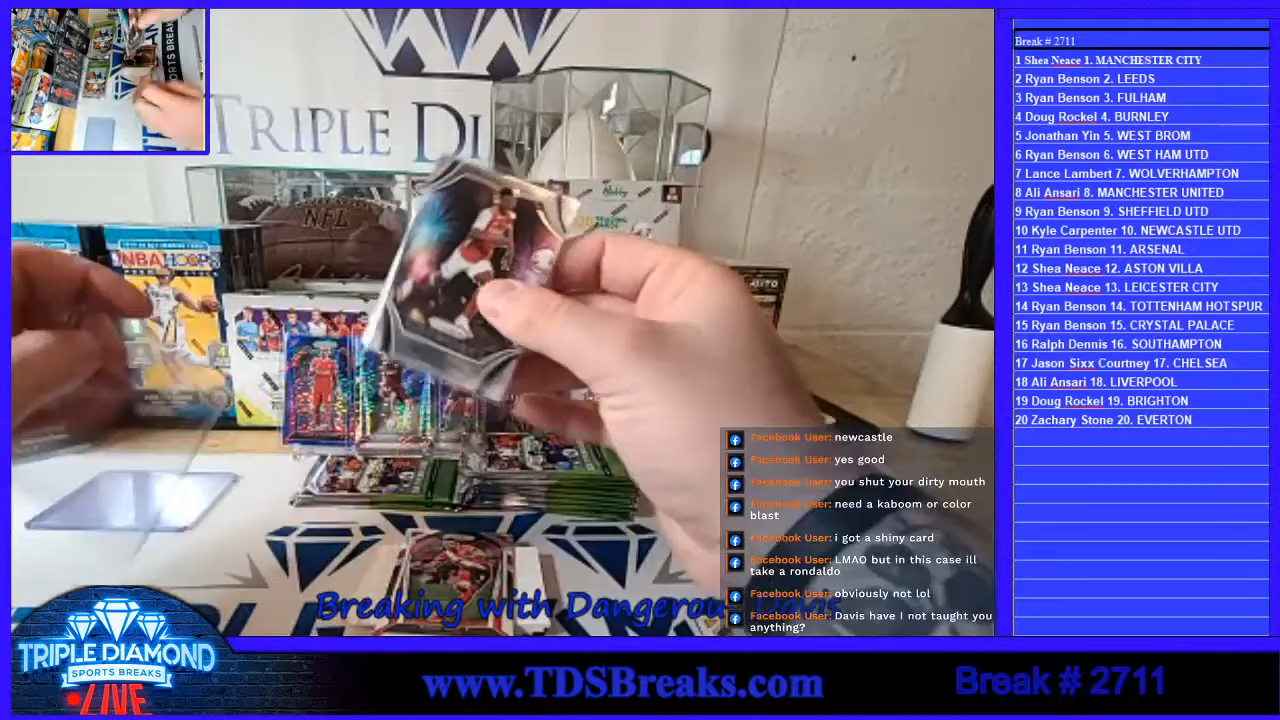 TRIPLE DI
NFL
NBA HOOPS
Hobby
Break # 2711
1 Shea Neace 1. MANCHESTER CITY
2 Ryan Benson 2. LEEDS
3 Ryan Benson 3. FULHAM
4 Doug Rockel 4. BURNLEY
5 Jonathan Yin 5. WEST BROM
6 Ryan Benson 6. WEST HAM UTD
7 Lance Lambert 7. WOLVERHAMPTON
8 Ali Ansari 8. MANCHESTER UNITED
9 Ryan Benson 9. SHEFFIELD UTD
10 Kyle Carpenter 10. NEWCASTLE UTD
11 Ryan Benson 11. ARSENAL
12 Shea Neace 12. ASTON VILLA
13 Shea Neace 13. LEICESTER CITY
14 Ryan Benson 14. TOTTENHAM HOTSPUR
15 Ryan Benson 15. CRYSTAL PALACE
16 Ralph Dennis 16. SOUTHAMPTON
17 Jason Sixx Courtney 17. CHELSEA
18 Ali Ansari 18. LIVERPOOL
19 Doug Rockel 19. BRIGHTON
20 Zachary Stone 20. EVERTON
Facebook User: newcastle
Facebook User: yes good
Facebook User: you shut your dirty mouth
Facebook User: need a kaboom or color
blast
Facebook User: i got a shiny card
Facebook User: LMAO but in this case ill
take a rondaldo
Facebook User: obviously not lol
Facebook User: Davis have I not taught you
anything?
Breaking with Dangerou Davis
TRIPLE DIAMOND
SPORTS BREAKS
LIVE
www.TDSBreaks.com
Break # 2711